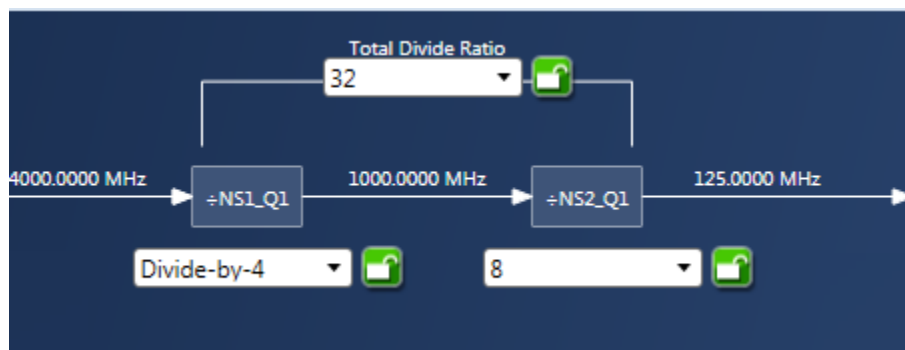 Total Divide Ratio
32
4000.0000 MHz
÷NS1_Q1
1000.0000 MHz
÷NS2_Q1
125.0000 MHz
Divide-by-4
8